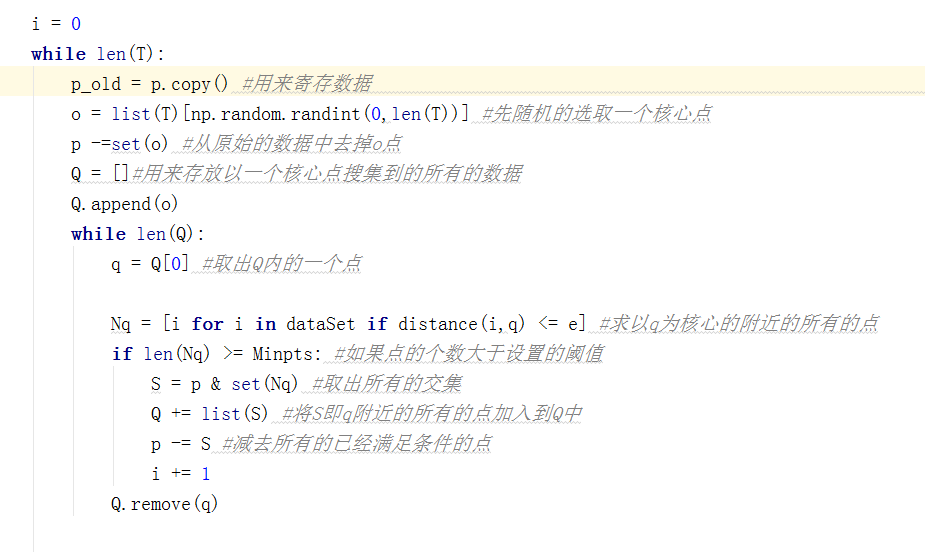 i = 0
while len(T):
    p_old = p.copy() #用来寄存数据
    o = list(T)[np.random.randint(0,len(T))] #先随机的选取一个核心点
    p -=set(o) #从原始的数据中去掉o点
    Q = []#用来存放以一个核心点搜集到的所有的数据
    Q.append(o)
    while len(Q):
        q = Q[0] #取出Q内的一个点
        Nq = [i for i in dataSet if distance(i,q) <= e] #求以q为核心的附近的所有的点
        if len(Nq) >= Minpts: #如果点的个数大于设置的阈值
            S = p & set(Nq) #取出所有的交集
            Q += list(S) #将S即q附近的所有的点加入到Q中
            p -= S #减去所有的已经满足条件的点
            i += 1
        Q.remove(q)